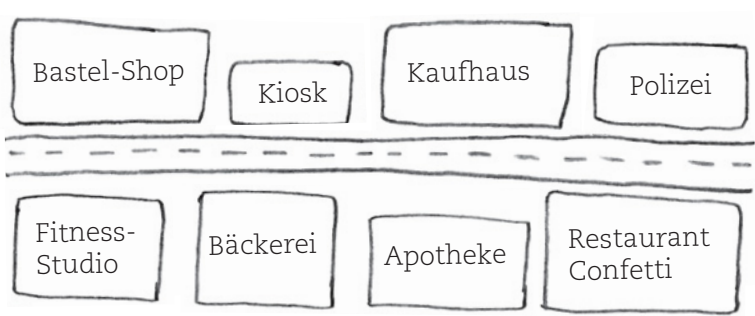 Bastel-Shop
Kiosk
Kaufhaus
Polizei
Fitness-
Studio
Bäckerei
Apotheke
Restaurant
Confetti